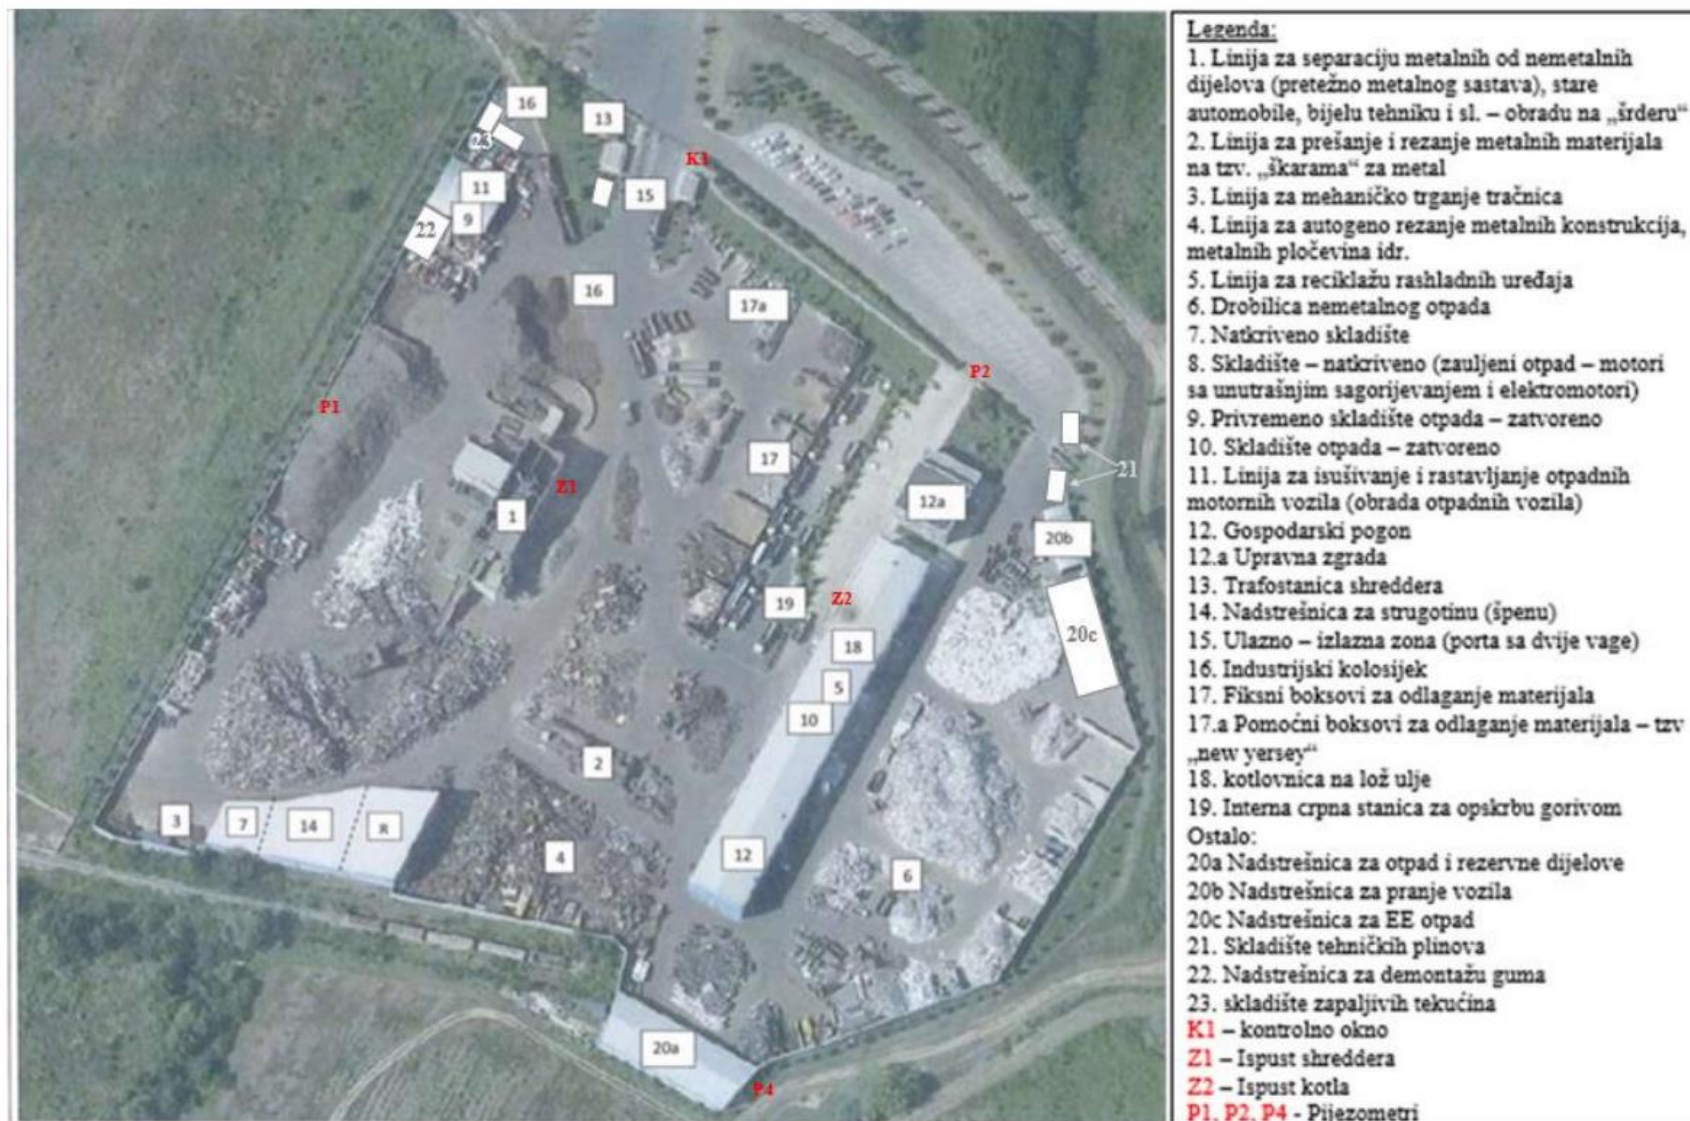 16
13
23
K3
11
15
9
22
16
17a
P2
P1
17
21
Z1
12a
1
20b
19
Z2
20c
18
5
10
2
3
7
14
R
4
12
6
20a
P4
Legenda:
1. Linija za separaciju metalnih od nemetalnih
dijelova (pretežno metalnog sastava), stare
automobile, bijelu tehniku i sl. – obradu na „šrderu“
2. Linija za prešanje i rezanje metalnih materijala
na tzv. „škarama“ za metal
3. Linija za mehaničko trganje tračnica
4. Linija za autogeno rezanje metalnih konstrukcija,
metalnih pločevina idr.
5. Linija za reciklažu rashladnih uređaja
6. Drobilica nemetalnog otpada
7. Natkriveno skladište
8. Skladište – natkriveno (zauljeni otpad – motori
sa unutrašnjim sagorijevanjem i elektromotori)
9. Privremeno skladište otpada – zatvoreno
10. Skladište otpada – zatvoreno
11. Linija za isušivanje i rastavljanje otpadnih
motornih vozila (obrada otpadnih vozila)
12. Gospodarski pogon
12.a Upravna zgrada
13. Trafostanica shreddera
14. Nadstrešnica za strugotinu (špenu)
15. Ulazno – izlazna zona (porta sa dvije vage)
16. Industrijski kolosijek
17. Fiksni boksovi za odlaganje materijala
17.a Pomoćni boksovi za odlaganje materijala – tzv
„new yersey“
18. kotlovnica na lož ulje
19. Interna crpna stanica za opskrbu gorivom
Ostalo:
20a Nadstrešnica za otpad i rezervne dijelove
20b Nadstrešnica za pranje vozila
20c Nadstrešnica za EE otpad
21. Skladište tehničkih plinova
22. Nadstrešnica za demontažu guma
23. skladište zapaljivih tekućina
K1 – kontrolno okno
Z1 – Ispust shreddera
Z2 – Ispust kotla
P1, P2, P4 - Pijezometri